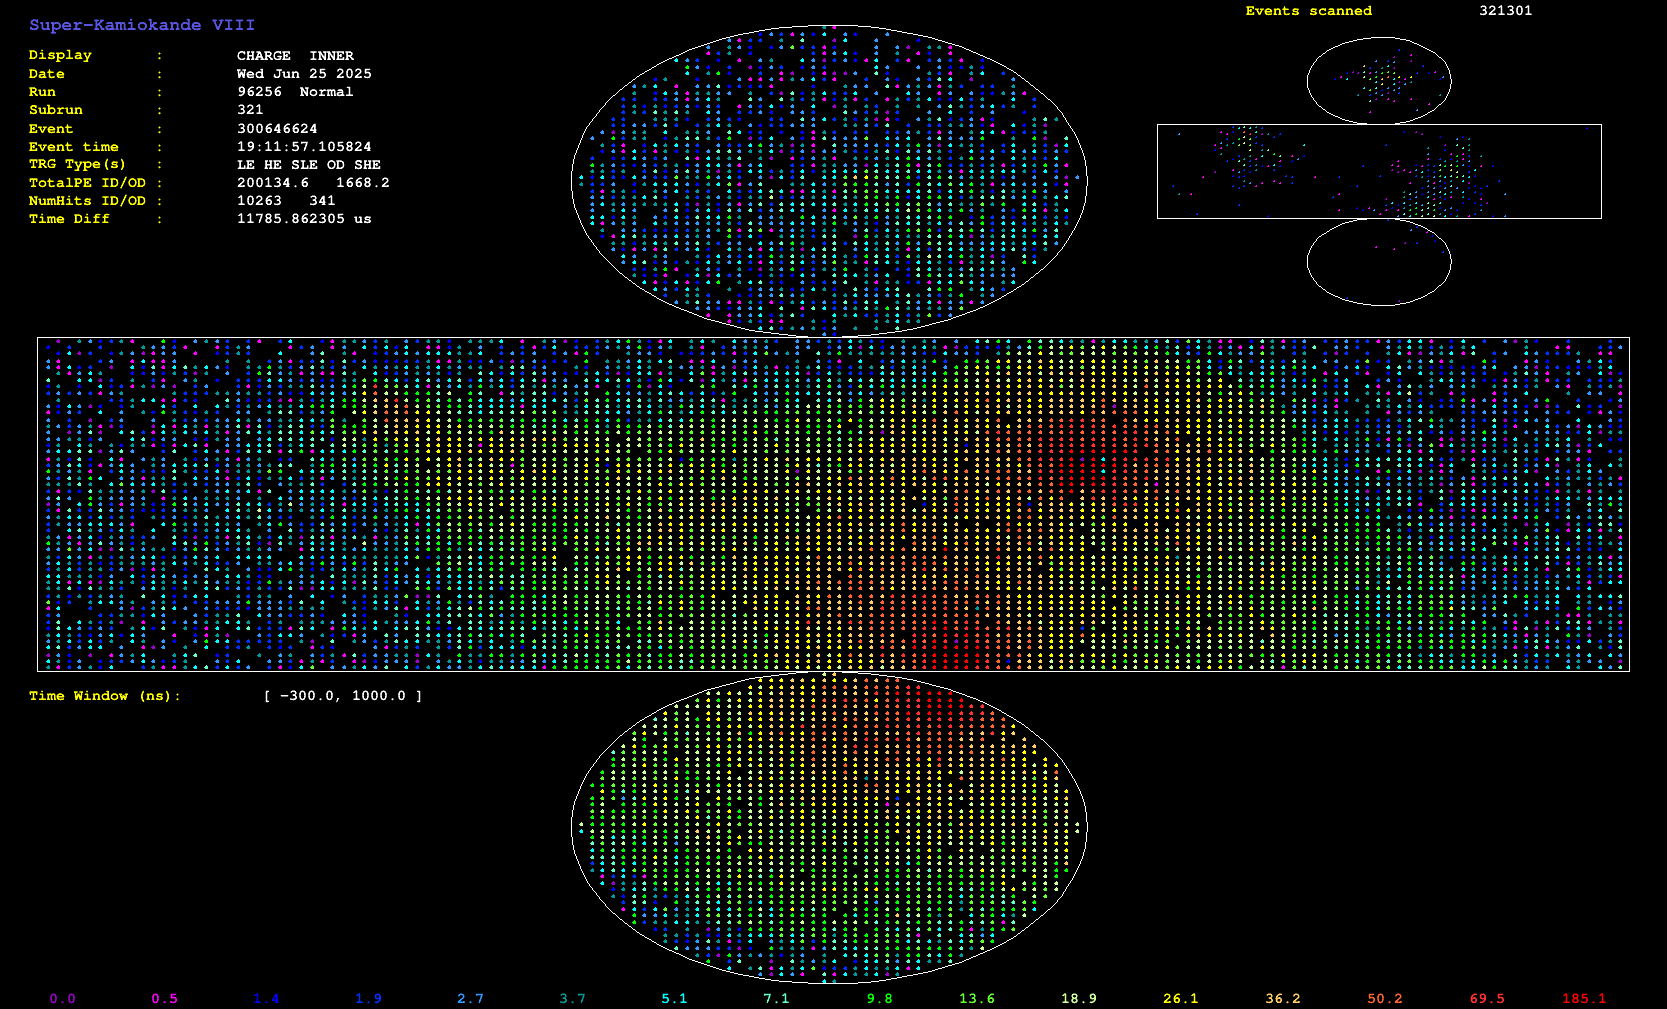 Super-Kamiokande VIII
Display : CHARGE INNER
Date : Wed Jun 25 2025
Run : 96256 Normal
Subrun : 321
Event : 300646624
Event time : 19:11:57.105824
TRG Type(s) : LE HE SLE OD SHE
TotalPE ID/OD : 200134.6 1668.2
NumHits ID/OD : 10263 341
Time Diff : 11785.862305 us
Events scanned 321301
Time Window (ns): [ -300.0, 1000.0 ]
0.0 0.5 1.4 1.9 2.7 3.7 5.1 7.1 9.8 13.6 18.9 26.1 36.2 50.2 69.5 185.1